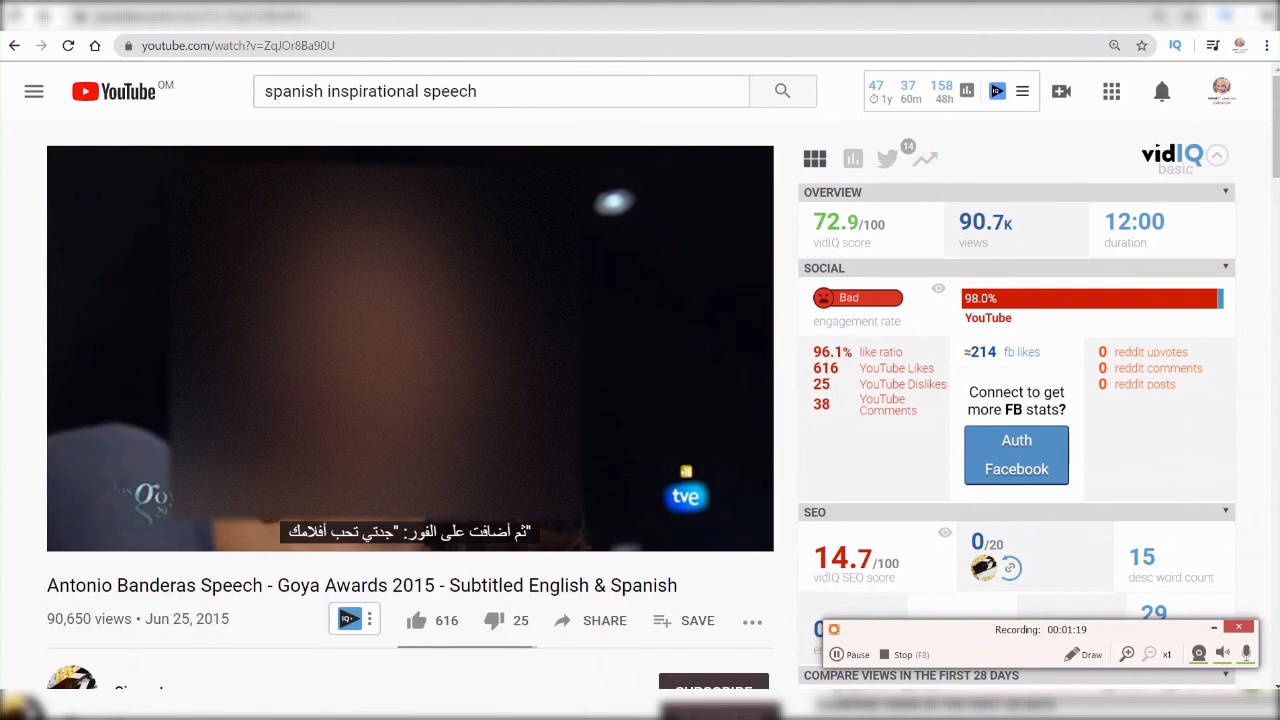 youtube.com/watch?v=ZqJOr8Ba90U
IQ
YouTube OM
spanish inspirational speech
47 37 158
1y 60m 48h
14
vidIQ
basic
OVERVIEW
72.9/100 90.7K 12:00
vidIQ score views duration
SOCIAL
Bad
98.0%
engagement rate
YouTube
96.1% like ratio
616 YouTube Likes
25 YouTube Dislikes
38 YouTube Comments
≈214 fb likes
Connect to get
more FB stats?
Auth
Facebook
0 reddit upvotes
0 reddit comments
0 reddit posts
tve
"ثم أضافت على الفور: "جدتي تحب أفلامك
SEO
14.7/100
vidIQ SEO score
0/20
15
desc word count
29
Antonio Banderas Speech - Goya Awards 2015 - Subtitled English & Spanish
90,650 views • Jun 25, 2015
IQ
616 25 SHARE SAVE
Recording: 00:01:19
Pause Stop (F8) Draw x1
COMPARE VIEWS IN THE FIRST 28 DAYS